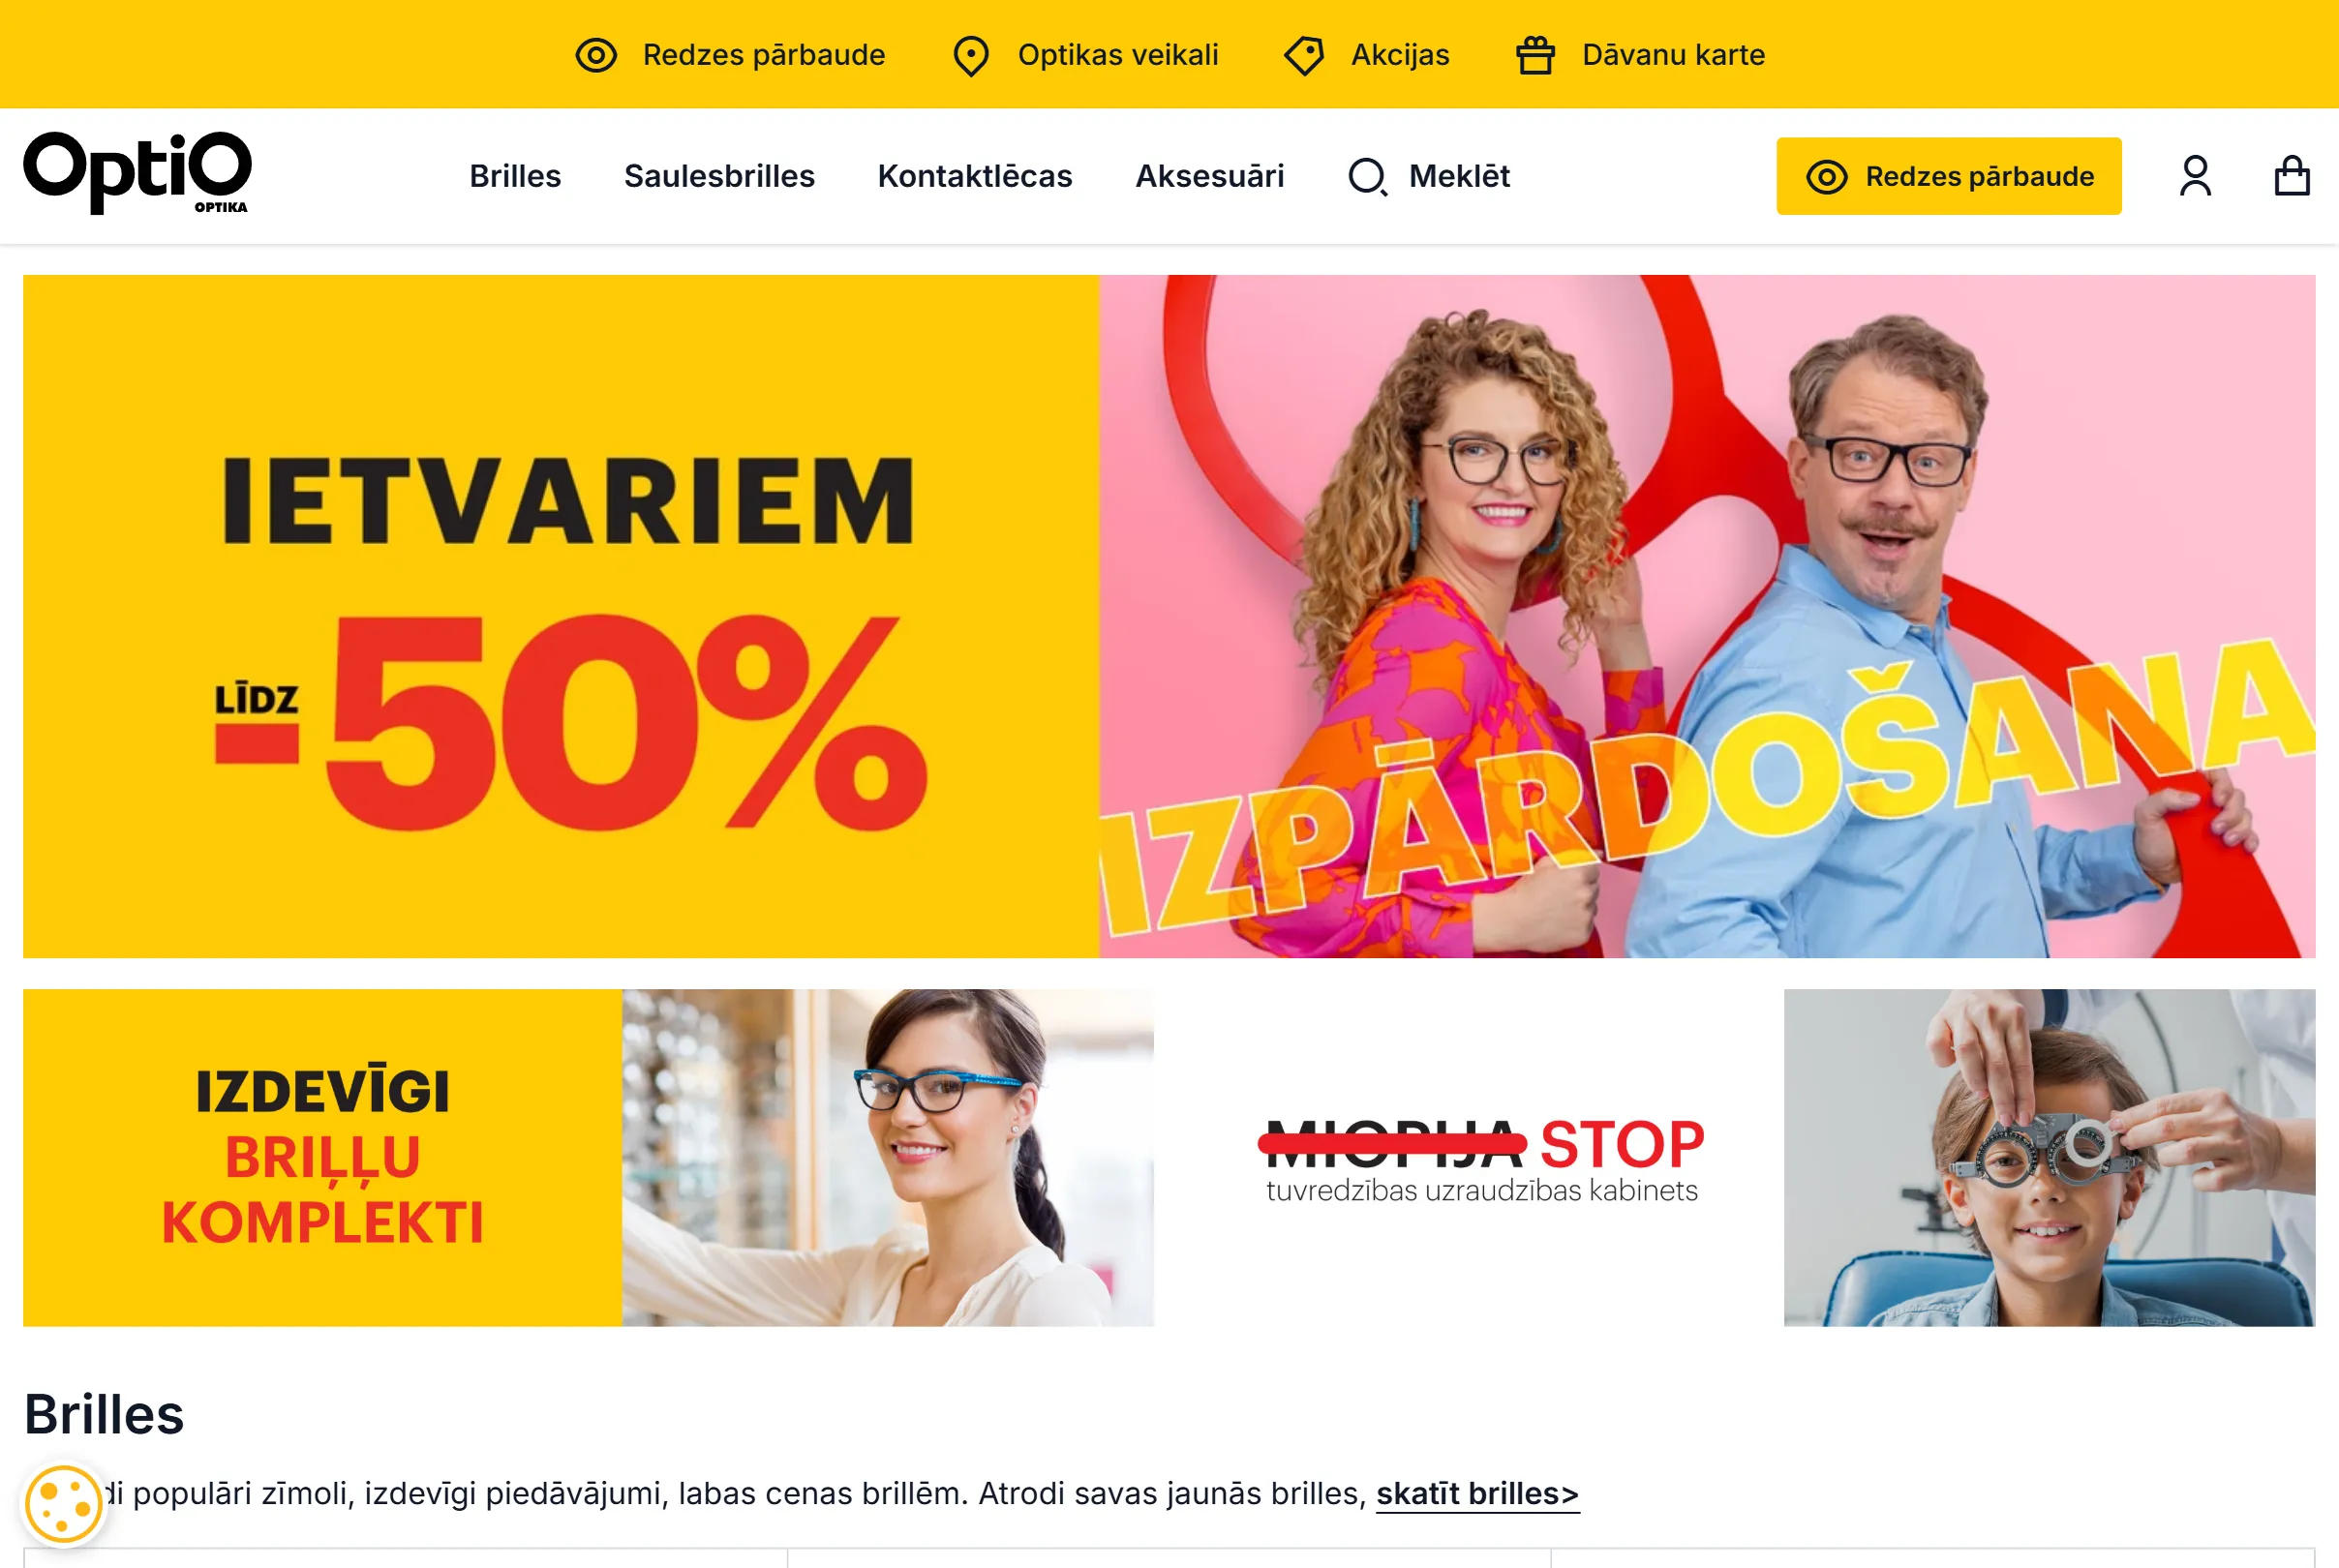 Redzes pārbaude
Optikas veikali
Akcijas
Dāvanu karte
OptiO
OPTIKA
Brilles
Saulesbrilles
Kontaktlēcas
Aksesuāri
Meklēt
Redzes pārbaude
IETVARIEM
LĪDZ
-50%
IZPĀRDOŠANA
IZDEVĪGI
BRIĻĻU
KOMPLEKTI
MIOPIJA STOP
tuvredzības uzraudzības kabinets
Brilles
populāri zīmoli, izdevīgi piedāvājumi, labas cenas brillēm. Atrodi savas jaunās brilles, skatīt brilles>